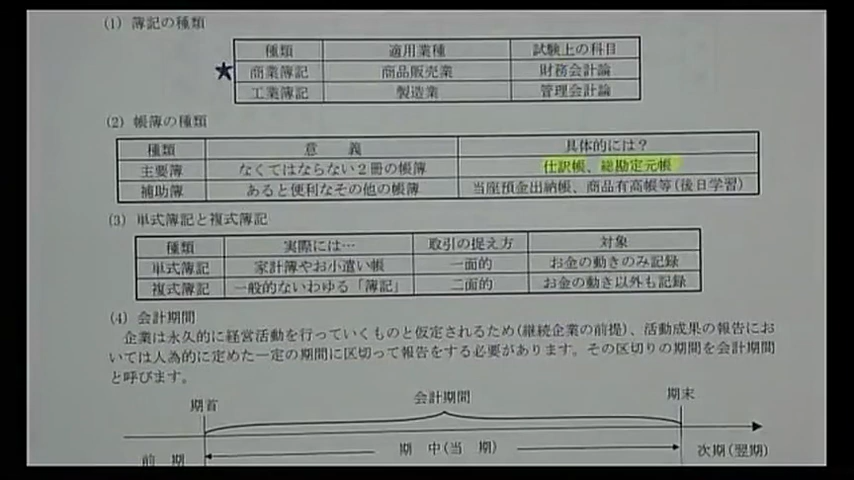 (1) 簿記の種類
種類 適用業種 試験上の科目
★ 商業簿記 商品販売業 財務会計論
工業簿記 製造業 管理会計論
(2) 帳簿の種類
種類 意 義 具体的には？
主要簿 なくてはならない２冊の帳簿 仕訳帳、総勘定元帳
補助簿 あると便利なその他の帳簿 当座預金出納帳、商品有高帳等(後日学習)
(3) 単式簿記と複式簿記
種類 実際には… 取引の捉え方 対象
単式簿記 家計簿やお小遣い帳 一面的 お金の動きのみ記録
複式簿記 一般的ないわゆる「簿記」 二面的 お金の動き以外も記録
(4) 会計期間
企業は永久的に経営活動を行っていくものと仮定されるため(継続企業の前提)、活動成果の報告にお
いては人為的に定めた一定の期間に区切って報告をする必要があります。その区切りの期間を会計期間
と呼びます。
期首 会計期間 期末
前 期 期 中(当 期) 次期(翌期)